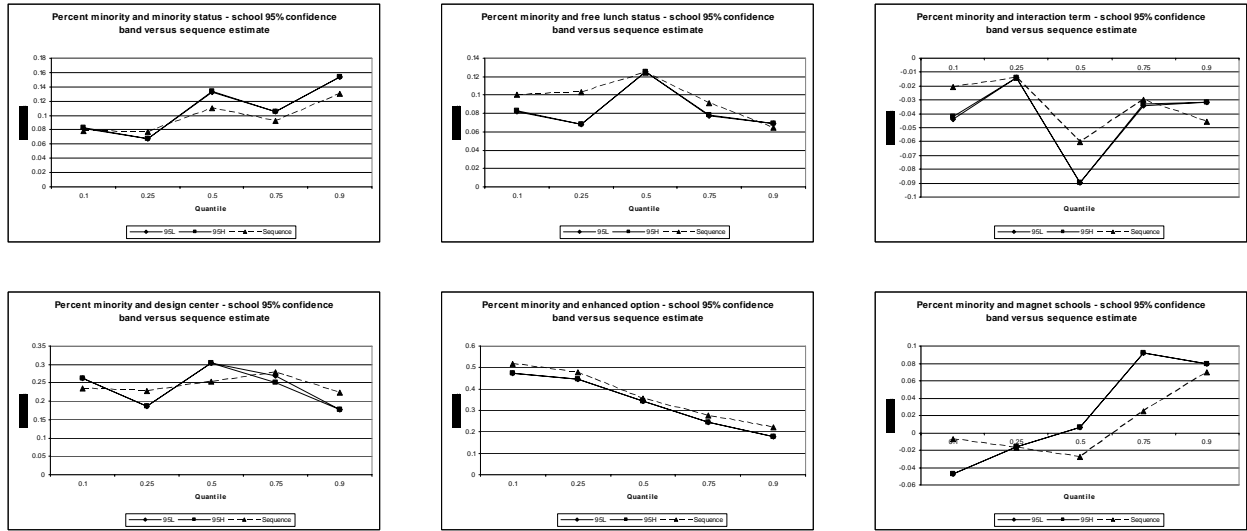 Percent minority and minority status - school 95% confidence
band versus sequence estimate
0.18
0.16
0.14
0.12
0.1
0.08
0.06
0.04
0.02
0
0.1 0.25 0.5 0.75 0.9
Quantile
95L 95H Sequence
Percent minority and free lunch status - school 95% confidence
band versus sequence estimate
0.14
0.12
0.1
0.08
0.06
0.04
0.02
0
0.1 0.25 0.5 0.75 0.9
Quantile
95L 95H Sequence
Percent minority and interaction term - school 95% confidence
band versus sequence estimate
0
0.1 0.25 0.5 0.75 0.9
-0.01
-0.02
-0.03
-0.04
-0.05
-0.06
-0.07
-0.08
-0.09
-0.1
Quantile
95L 95H Sequence
Percent minority and design center - school 95% confidence
band versus sequence estimate
0.35
0.3
0.25
0.2
0.15
0.1
0.05
0
0.1 0.25 0.5 0.75 0.9
Quantile
95L 95H Sequence
Percent minority and enhanced option - school 95% confidence
band versus sequence estimate
0.6
0.5
0.4
0.3
0.2
0.1
0
0.1 0.25 0.5 0.75 0.9
Quantile
95L 95H Sequence
Percent minority and magnet schools - school 95% confidence
band versus sequence estimate
0.1
0.08
0.06
0.04
0.02
0
0.1 0.25 0.5 0.75 0.9
-0.02
-0.04
-0.06
Quantile
95L 95H Sequence